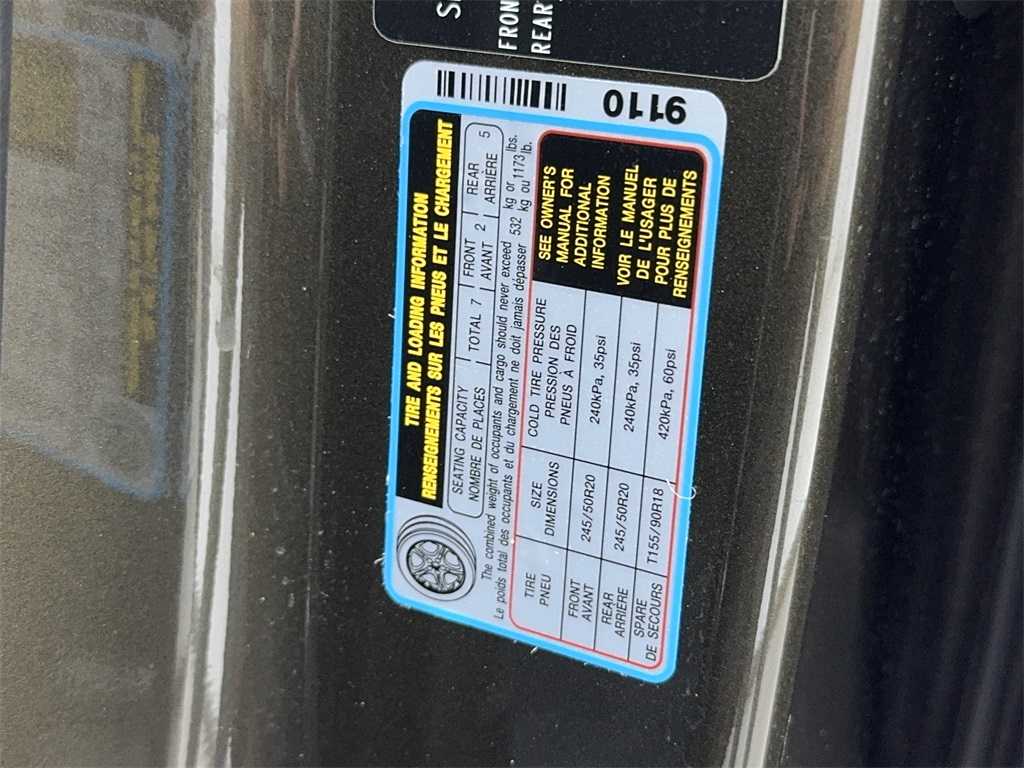 FRON
REAR
9110
TIRE AND LOADING INFORMATION
RENSEIGNEMENTS SUR LES PNEUS ET LE CHARGEMENT
SEATING CAPACITY TOTAL 7 FRONT 2 REAR 5
NOMBRE DE PLACES AVANT ARRIÈRE
The combined weight of occupants and cargo should never exceed 532 kg or 1173 lbs.
Le poids total des occupants et du chargement ne doit jamais dépasser kg ou lb.
TIRE SIZE COLD TIRE PRESSURE
PNEU DIMENSIONS PRESSION DES
PNEUS À FROID
FRONT 245/50R20 240kPa, 35psi
AVANT
REAR 245/50R20 240kPa, 35psi
ARRIÈRE
SPARE T155/90R18 420kPa, 60psi
DE SECOURS
SEE OWNER'S
MANUAL FOR
ADDITIONAL
INFORMATION
VOIR LE MANUEL
DE L'USAGER
POUR PLUS DE
RENSEIGNEMENTS